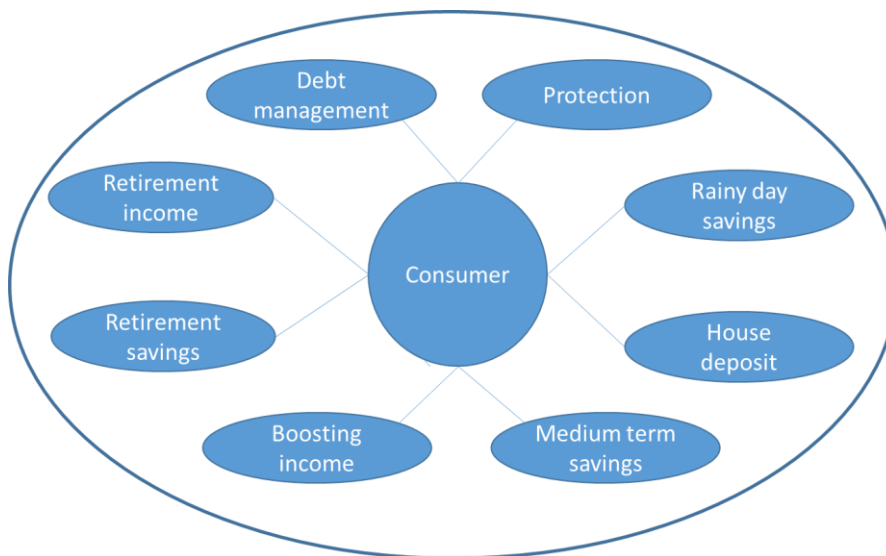 Debt
management
Protection
Retirement
income
Rainy day
savings
Consumer
Retirement
savings
House
deposit
Boosting
income
Medium term
savings